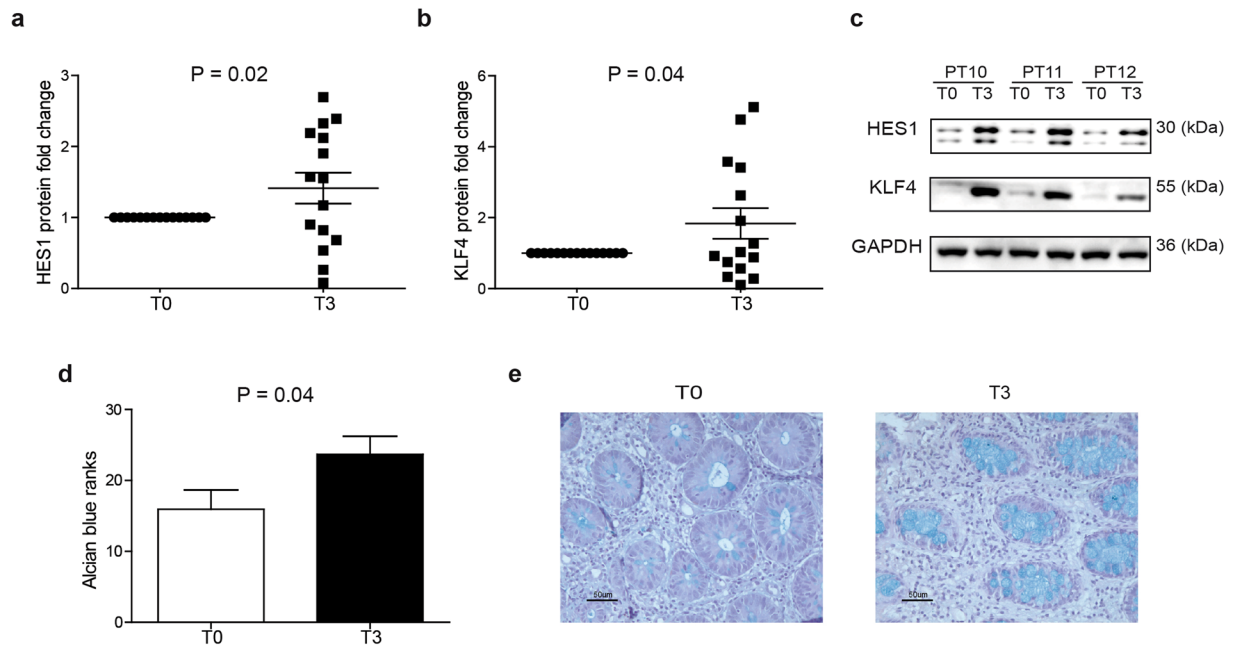 a
P = 0.02
HES1 protein fold change
3
2
1
0
T0 T3
b
P = 0.04
KLF4 protein fold change
6
4
2
0
T0 T3
c
PT10 PT11 PT12
T0 T3 T0 T3 T0 T3
HES1 30 (kDa)
KLF4 55 (kDa)
GAPDH 36 (kDa)
d
P = 0.04
Alcian blue ranks
30
20
10
0
T0 T3
e
T0 T3
50um 50um